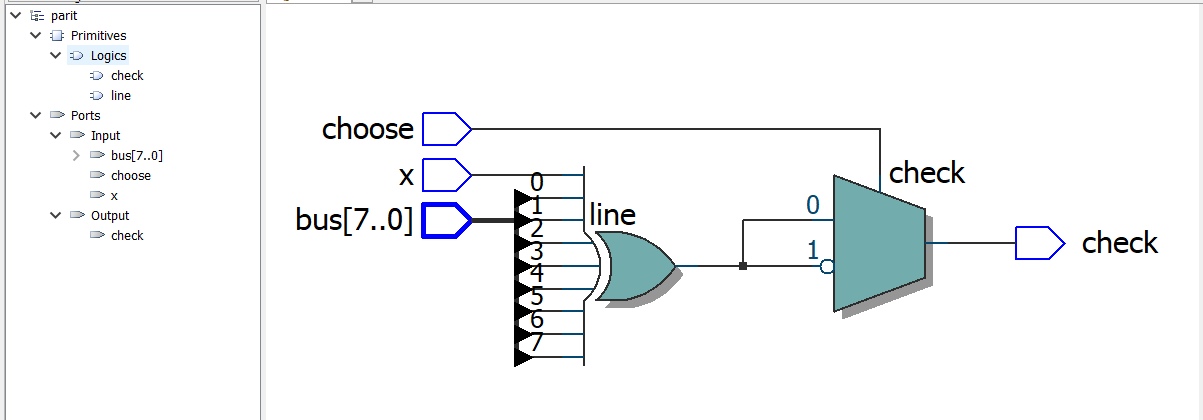 parit
Primitives
Logics
check
line
Ports
Input
bus[7..0]
choose
x
Output
check
choose
x
bus[7..0]
0
1
2
3
4
5
6
7
line
check
0
1
check